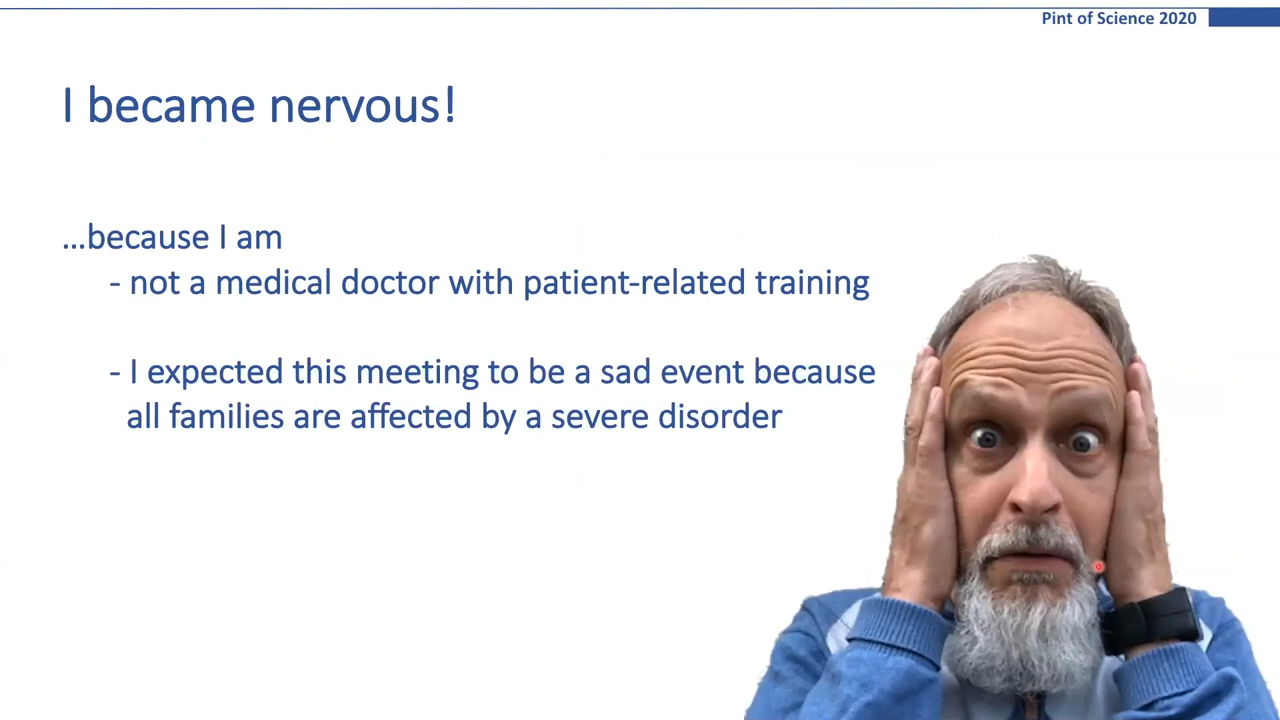 Pint of Science 2020
I became nervous!
...because I am
- not a medical doctor with patient-related training
- I expected this meeting to be a sad event because
all families are affected by a severe disorder